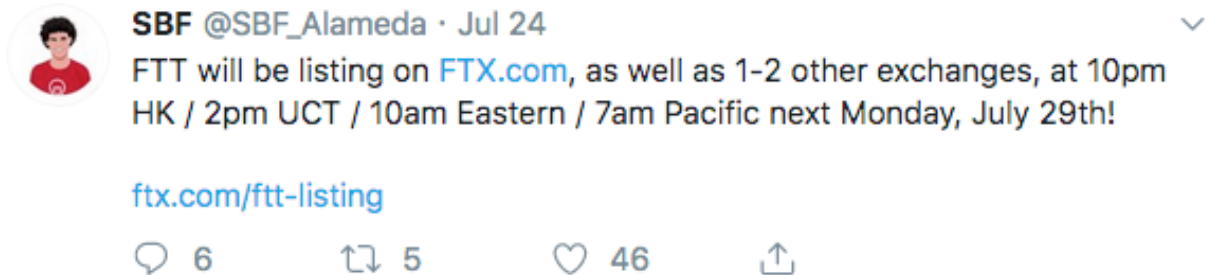 SBF @SBF_Alameda · Jul 24
FTT will be listing on FTX.com, as well as 1-2 other exchanges, at 10pm
HK / 2pm UCT / 10am Eastern / 7am Pacific next Monday, July 29th!
ftx.com/ftt-listing
6 5 46